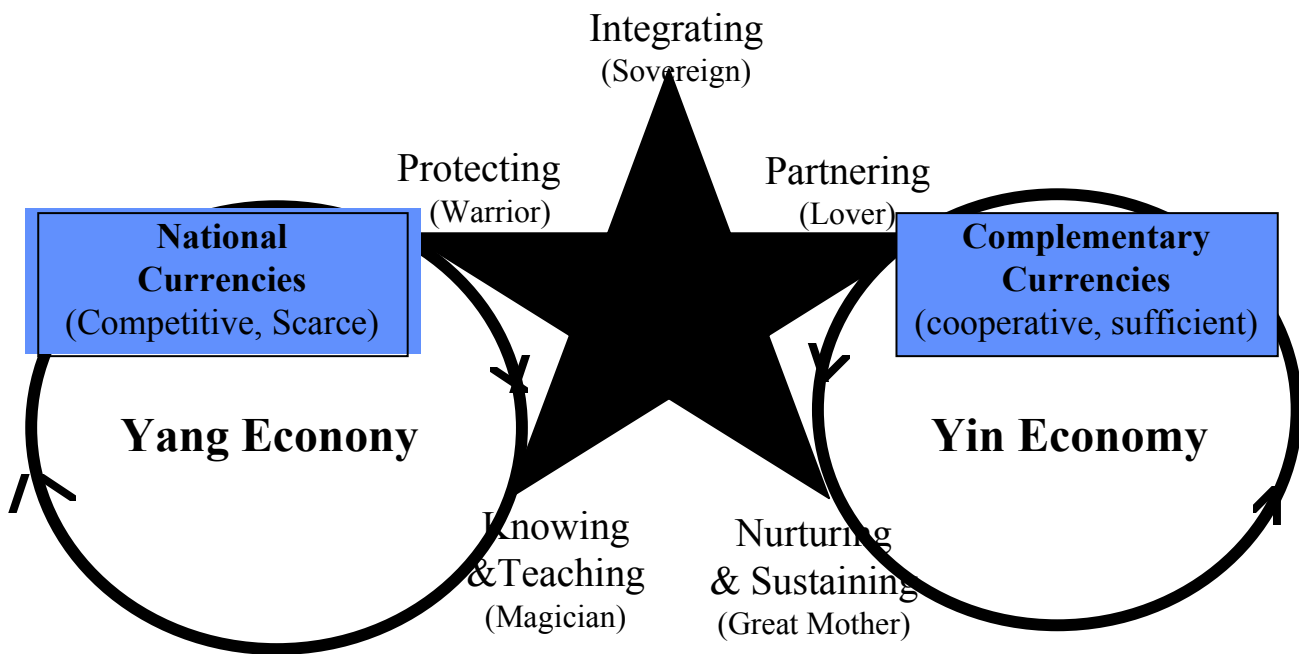 Integrating
(Sovereign)
Protecting
(Warrior)
Partnering
(Lover)
National
Currencies
(Competitive, Scarce)
Complementary
Currencies
(cooperative, sufficient)
Yang Econony
Yin Economy
Knowing
&Teaching
(Magician)
Nurturing
& Sustaining
(Great Mother)